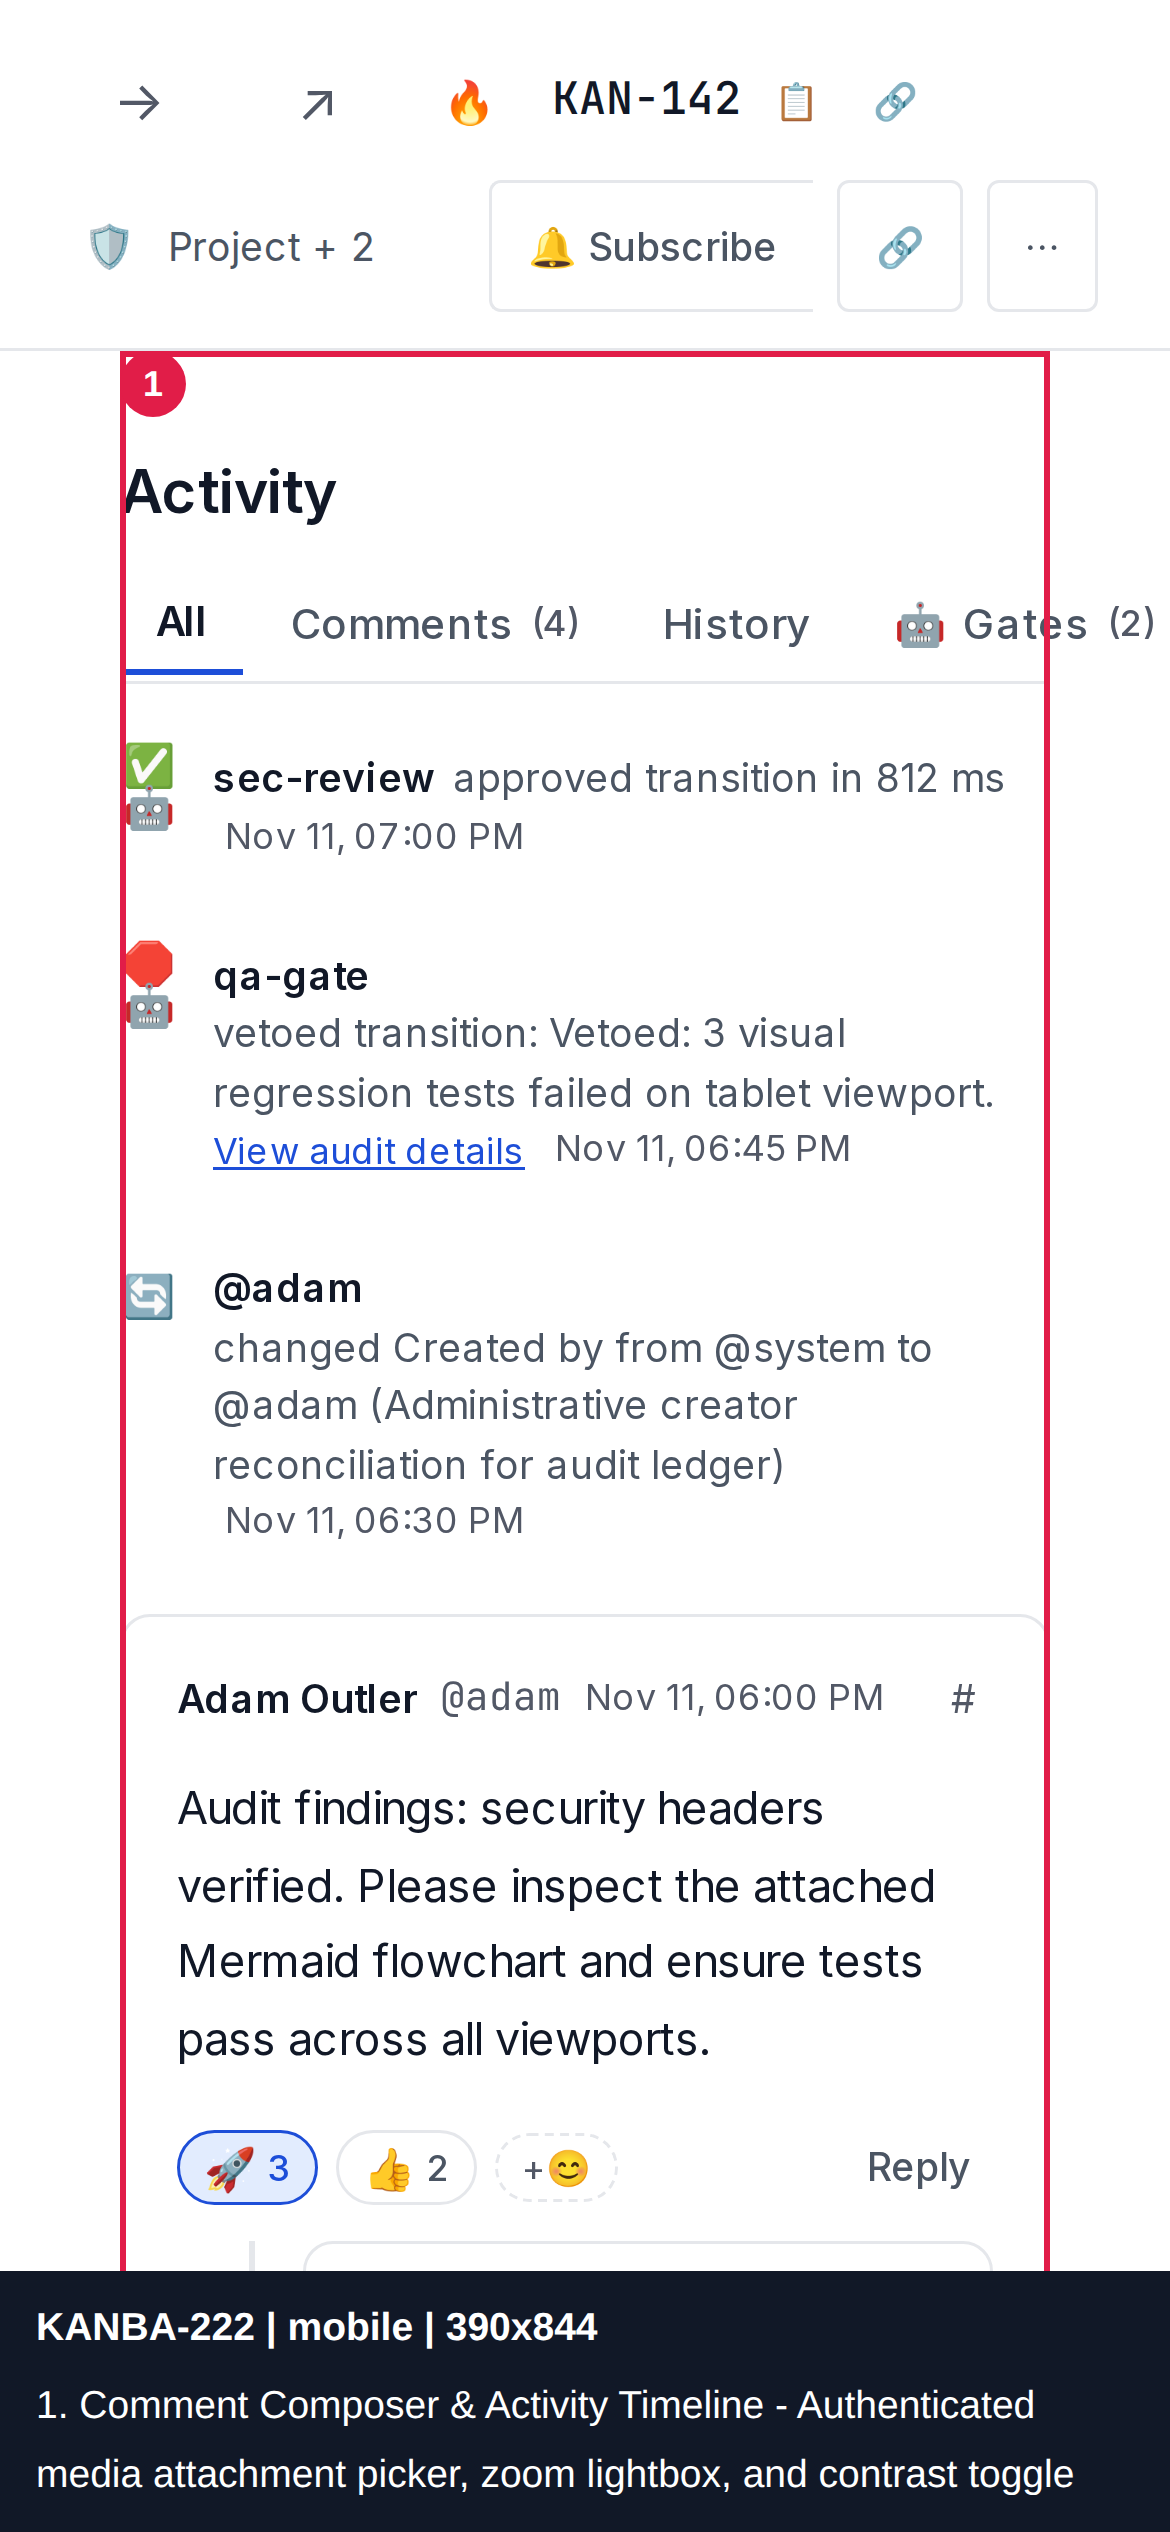 → ↗ 🔥 KAN-142 📋 🔗
🛡️ Project + 2 🔔 Subscribe 🔗 ...
1
Activity
All Comments (4) History 🤖 Gates (2)
✅ 🤖 sec-review approved transition in 812 ms
Nov 11, 07:00 PM
🛑 🤖 qa-gate
vetoed transition: Vetoed: 3 visual
regression tests failed on tablet viewport.
View audit details Nov 11, 06:45 PM
🔄 @adam
changed Created by from @system to
@adam (Administrative creator
reconciliation for audit ledger)
Nov 11, 06:30 PM
Adam Outler @adam Nov 11, 06:00 PM #
Audit findings: security headers
verified. Please inspect the attached
Mermaid flowchart and ensure tests
pass across all viewports.
🚀 3 👍 2 +😊 Reply
KANBA-222 | mobile | 390x844
1. Comment Composer & Activity Timeline - Authenticated
media attachment picker, zoom lightbox, and contrast toggle